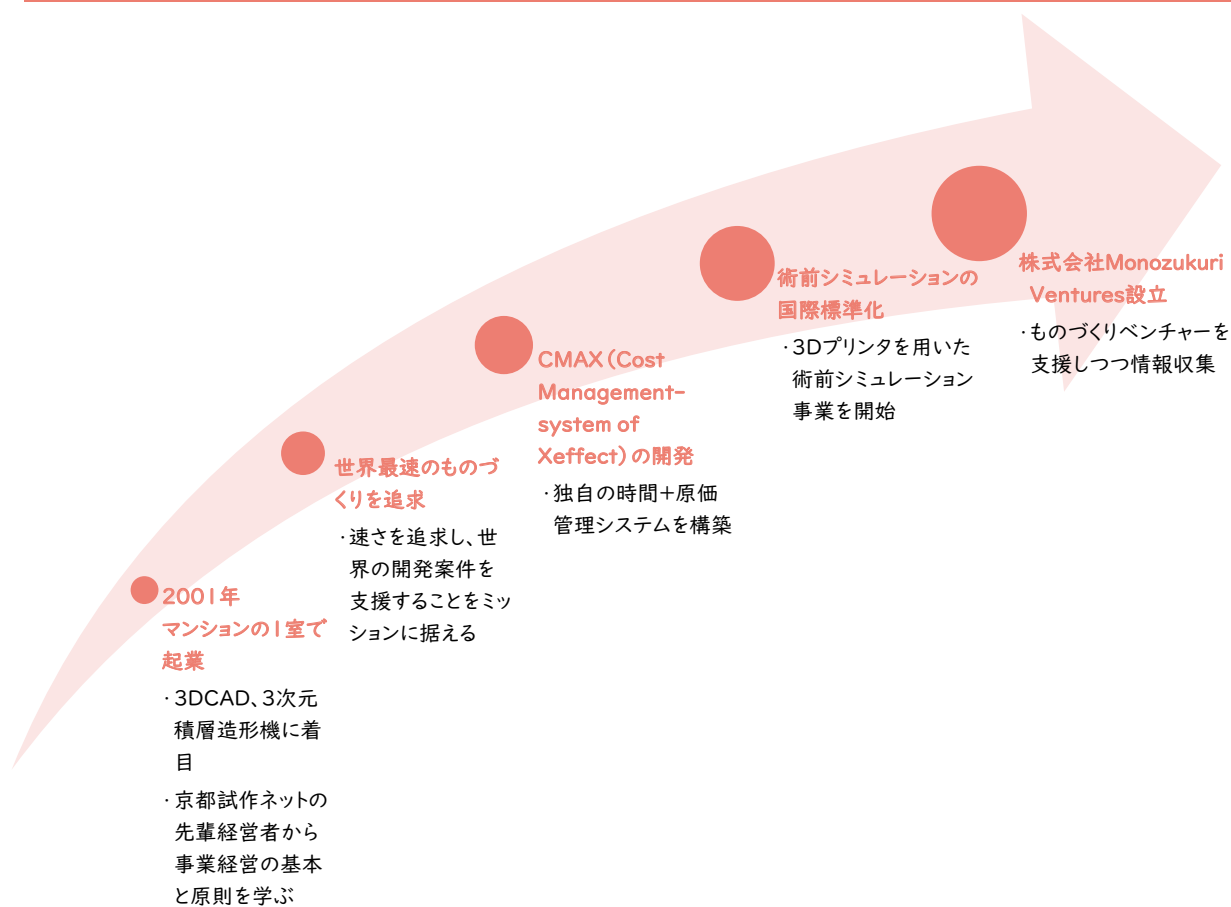 2001年
マンションの1室で
起業
・3DCAD、3次元
積層造形機に着
目
・京都試作ネットの
先輩経営者から
事業経営の基本
と原則を学ぶ
世界最速のものづ
くりを追求
・速さを追求し、世
界の開発案件を
支援することをミッ
ションに据える
CMAX（Cost
Management-
system of
Xeffect）の開発
・独自の時間＋原価
管理システムを構築
術前シミュレーションの
国際標準化
・3Dプリンタを用いた
術前シミュレーション
事業を開始
株式会社Monozukuri
Ventures設立
・ものづくりベンチャーを
支援しつつ情報収集